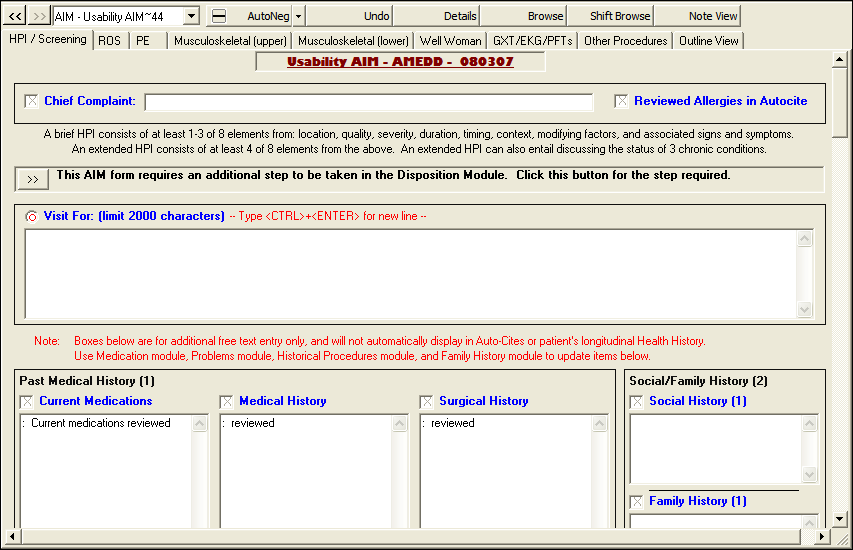 << >> AIM - Usability AIM~44 AutoNeg Undo Details Browse Shift Browse Note View
HPI / Screening ROS PE Musculoskeletal (upper) Musculoskeletal (lower) Well Woman GXT/EKG/PFTs Other Procedures Outline View
Usability AIM - AMEDD - 080307
Chief Complaint: Reviewed Allergies in Autocite
A brief HPI consists of at least 1-3 of 8 elements from: location, quality, severity, duration, timing, context, modifying factors, and associated signs and symptoms.
An extended HPI consists of at least 4 of 8 elements from the above. An extended HPI can also entail discussing the status of 3 chronic conditions.
>> This AIM form requires an additional step to be taken in the Disposition Module. Click this button for the step required.
Visit For: (limit 2000 characters) -- Type <CTRL>+<ENTER> for new line --
Note: Boxes below are for additional free text entry only, and will not automatically display in Auto-Cites or patient's longitudinal Health History.
Use Medication module, Problems module, Historical Procedures module, and Family History module to update items below.
Past Medical History (1) Social/Family History (2)
Current Medications Medical History Surgical History Social History (1)
: Current medications reviewed : reviewed : reviewed
Family History (1)